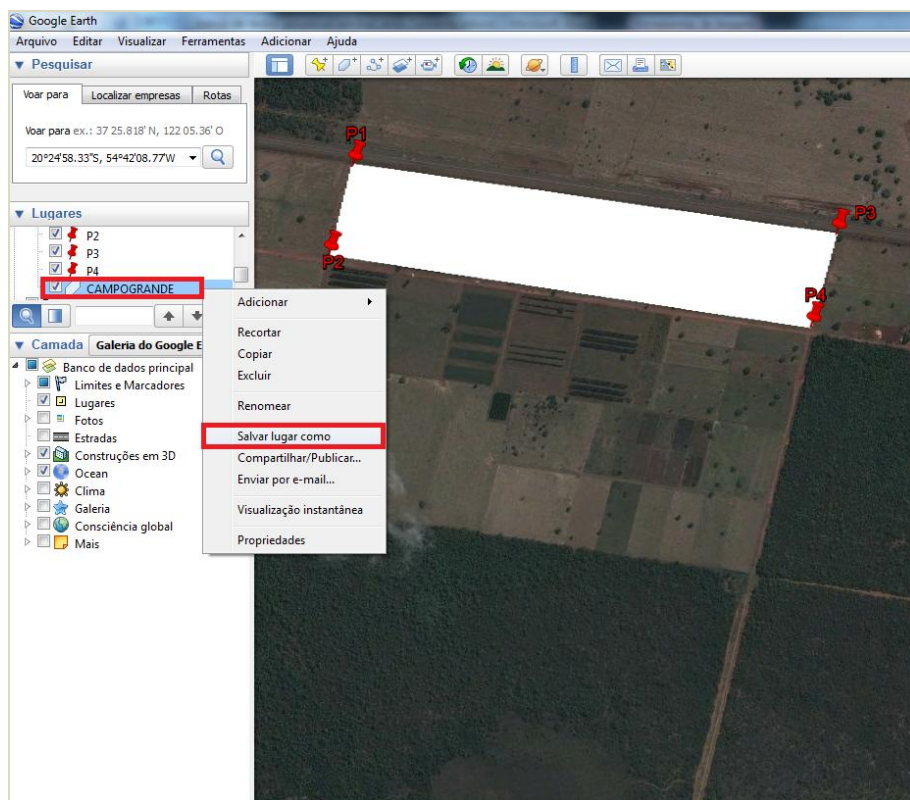 Google Earth
Arquivo Editar Visualizar Ferramentas Adicionar Ajuda
Pesquisar
Voar para Localizar empresas Rotas
Voar para ex.: 37 25.818' N, 122 05.36' O
20°24'58.33"S, 54°42'08.77"W
Lugares
P2
P3
P4
CAMPOGRANDE
Camada Galeria do Google E
Banco de dados principal
Limites e Marcadores
Lugares
Fotos
Estradas
Construções em 3D
Ocean
Clima
Galeria
Consciência global
Mais
Adicionar
Recortar
Copiar
Excluir
Renomear
Salvar lugar como
Compartilhar/Publicar...
Enviar por e-mail...
Visualização instantânea
Propriedades
P1
P3
P2
P4